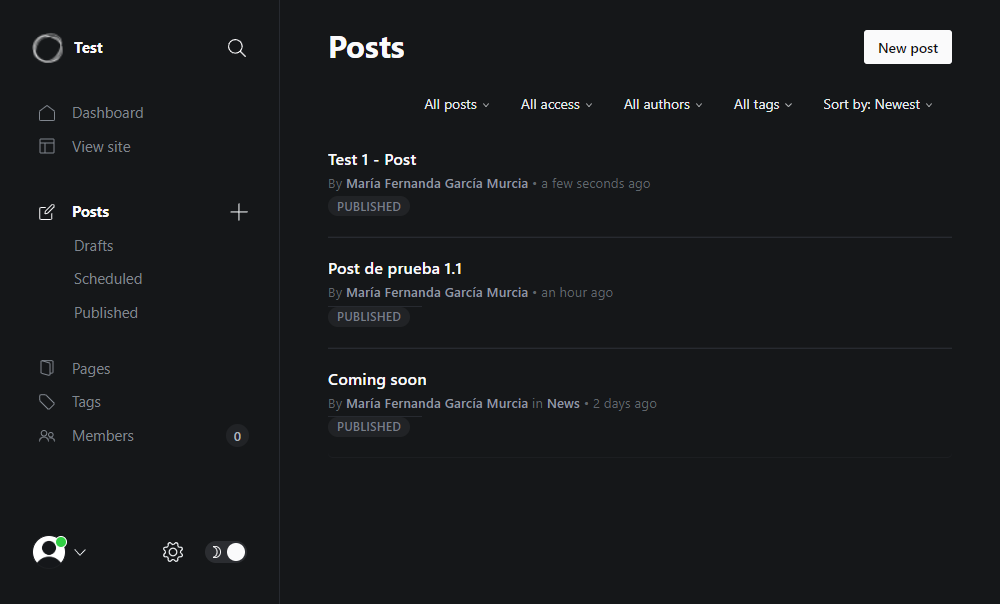 Test
Dashboard
View site
Posts
Drafts
Scheduled
Published
Pages
Tags
Members 0
Posts
New post
All posts All access All authors All tags Sort by: Newest
Test 1 - Post
By María Fernanda García Murcia • a few seconds ago
PUBLISHED
Post de prueba 1.1
By María Fernanda García Murcia • an hour ago
PUBLISHED
Coming soon
By María Fernanda García Murcia in News • 2 days ago
PUBLISHED